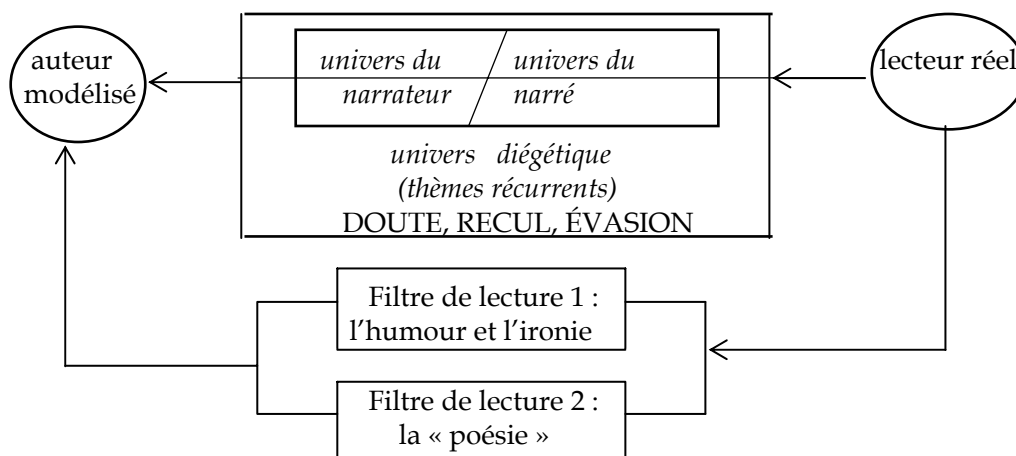 auteur
modélisé
univers du
narrateur
univers du
narré
lecteur réel
univers diégétique
(thèmes récurrents)
DOUTE, RECUL, ÉVASION
Filtre de lecture 1 :
l’humour et l’ironie
Filtre de lecture 2 :
la « poésie »